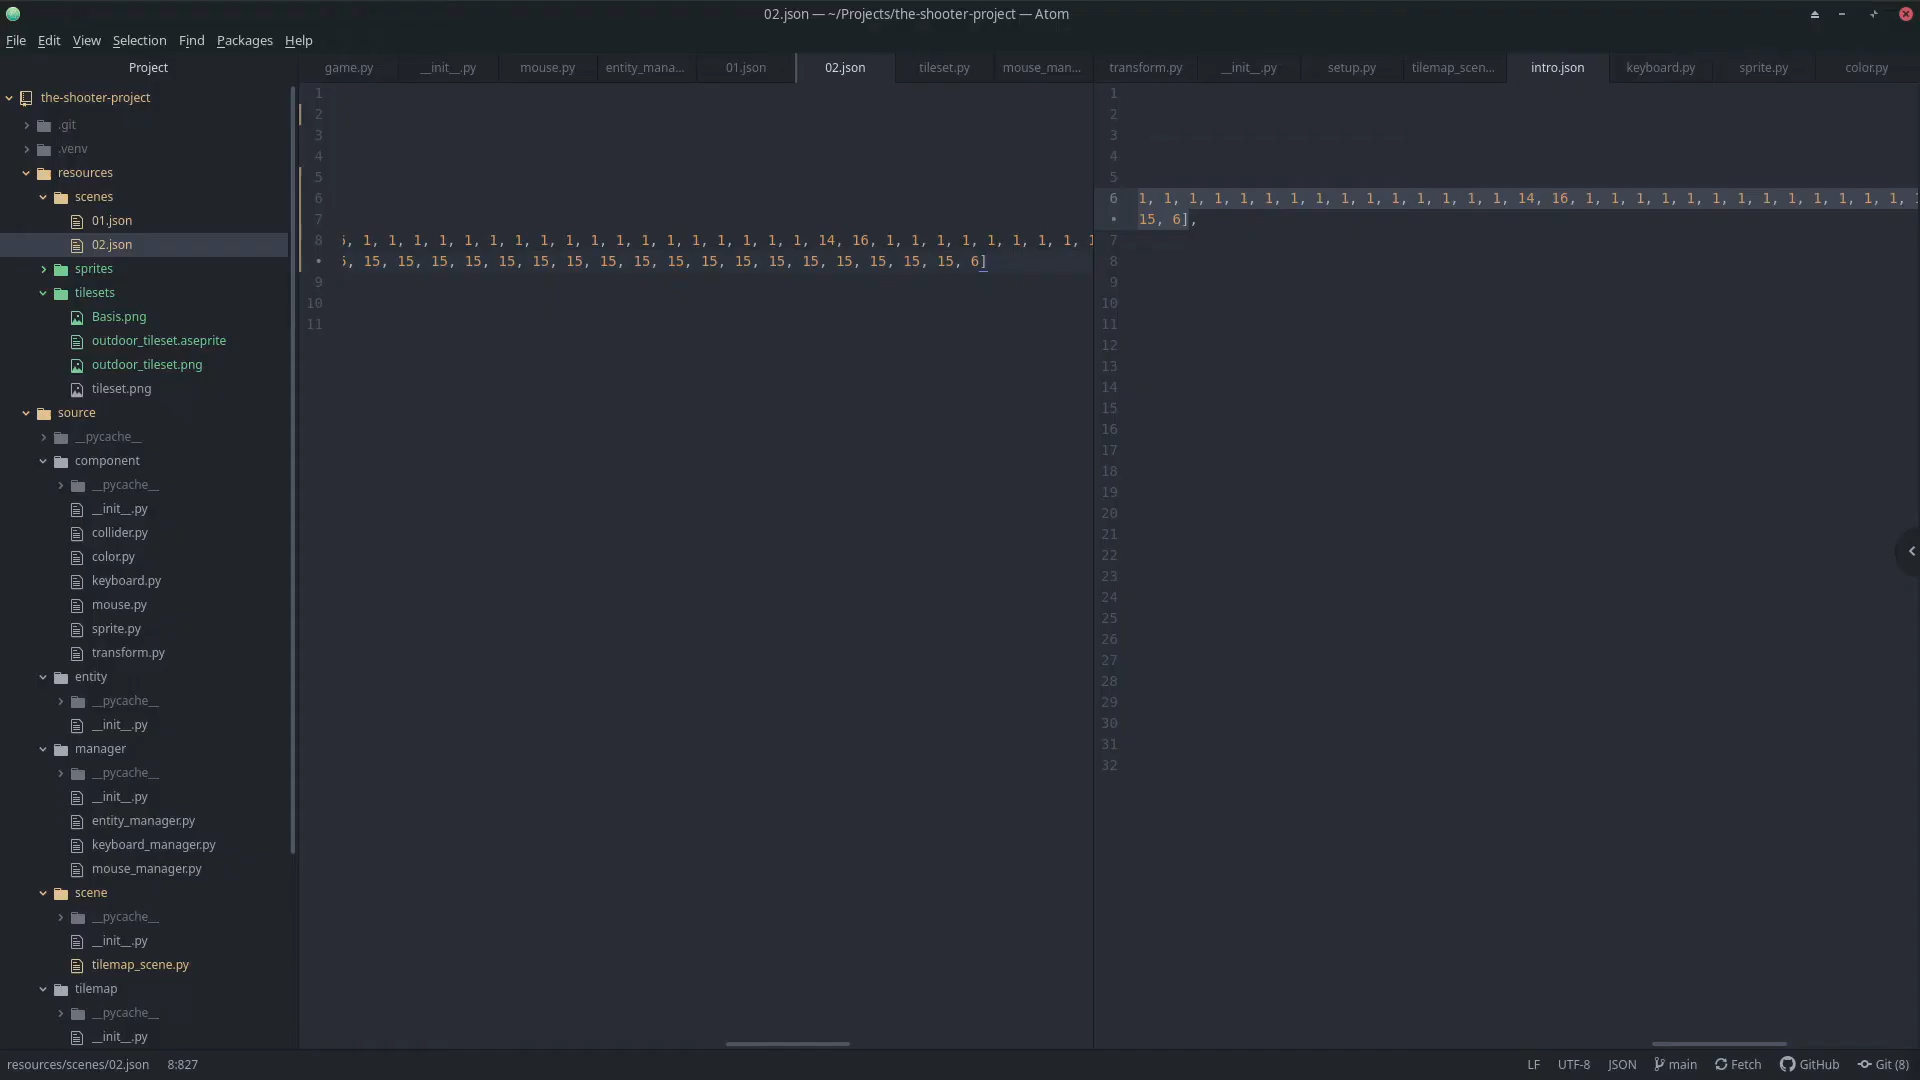 02.json — ~/Projects/the-shooter-project — Atom
File Edit View Selection Find Packages Help
Project
the-shooter-project
.git
.venv
resources
scenes
01.json
02.json
sprites
tilesets
Basis.png
outdoor_tileset.aseprite
outdoor_tileset.png
tileset.png
source
__pycache__
component
__pycache__
__init__.py
collider.py
color.py
keyboard.py
mouse.py
sprite.py
transform.py
entity
__pycache__
__init__.py
manager
__pycache__
__init__.py
entity_manager.py
keyboard_manager.py
mouse_manager.py
scene
__pycache__
__init__.py
tilemap_scene.py
tilemap
__pycache__
__init__.py
game.py __init__.py mouse.py entity_mana... 01.json 02.json tileset.py mouse_man...
1
2
3
4
5
6
7
8 , 1, 1, 1, 1, 1, 1, 1, 1, 1, 1, 1, 1, 1, 1, 1, 1, 1, 1, 14, 16, 1, 1, 1, 1, 1, 1, 1, 1, 1
• , 15, 15, 15, 15, 15, 15, 15, 15, 15, 15, 15, 15, 15, 15, 15, 15, 15, 15, 6]
9
10
11
transform.py __init__.py setup.py tilemap_scen... intro.json keyboard.py sprite.py color.py
1
2
3
4
5
6 1, 1, 1, 1, 1, 1, 1, 1, 1, 1, 1, 1, 1, 1, 1, 14, 16, 1, 1, 1, 1, 1, 1, 1, 1, 1, 1, 1, 1, 1,
• 15, 6],
7
8
9
10
11
12
13
14
15
16
17
18
19
20
21
22
23
24
25
26
27
28
29
30
31
32
resources/scenes/02.json 8:827
LF UTF-8 JSON main Fetch GitHub Git (8)